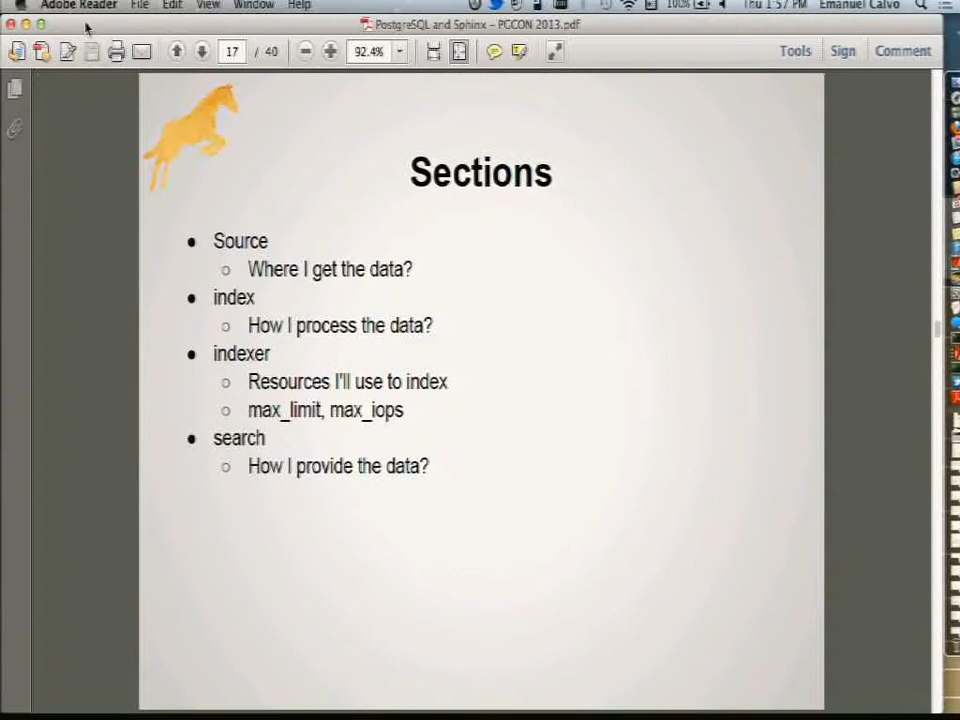 Adobe Reader File Edit View Window Help 100% Thu 1:57 PM Emanuel Calvo
PostgreSQL and Sphinx – PGCON 2013.pdf
17 / 40 92.4% Tools Sign Comment
Sections
● Source
○ Where I get the data?
● index
○ How I process the data?
● indexer
○ Resources I'll use to index
○ max_limit, max_iops
● search
○ How I provide the data?